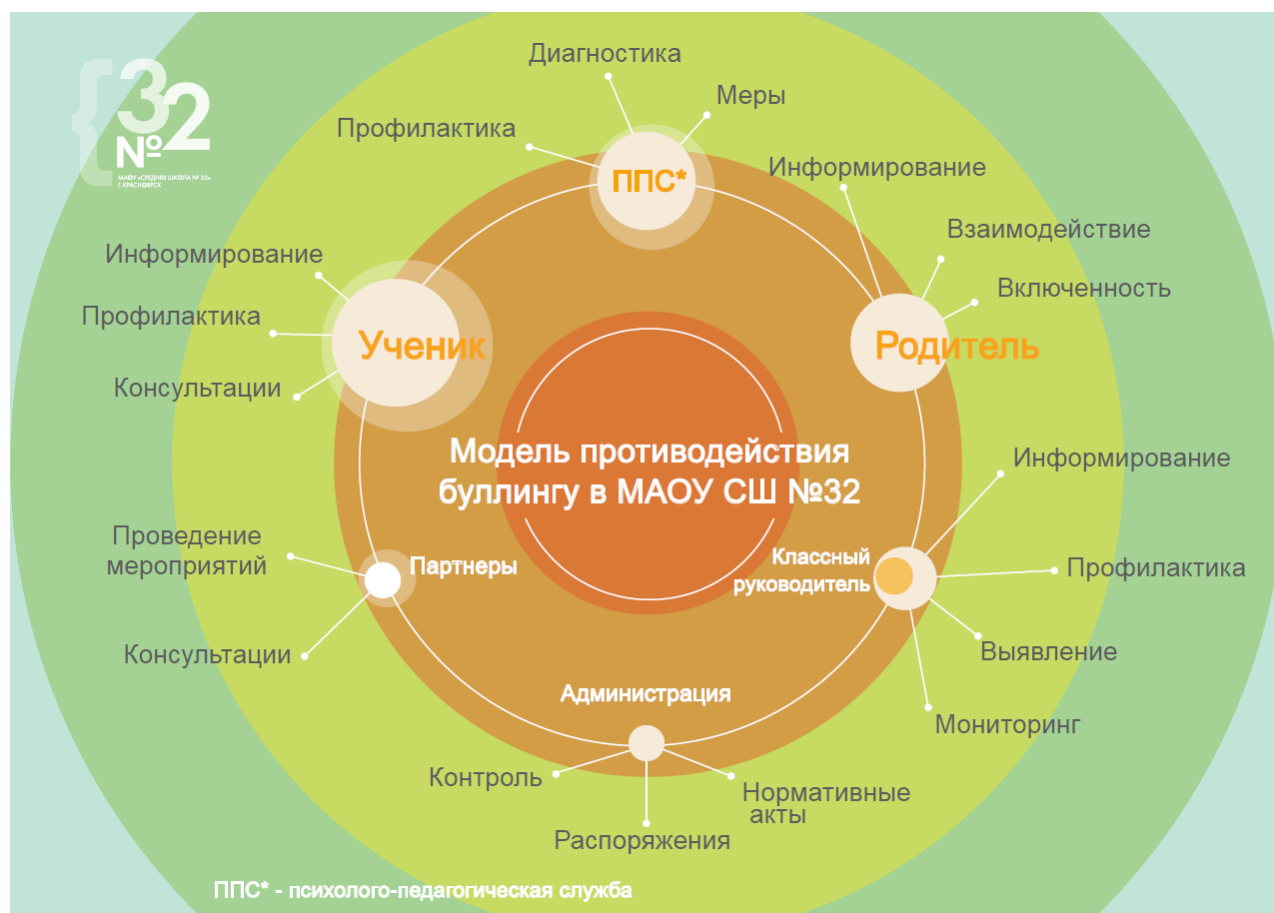 32
№
МАОУ «СРЕДНЯЯ ШКОЛА № 32»
Г. КРАСНОЯРСК
Диагностика
Меры
Профилактика
ППС*
Информирование
Взаимодействие
Включенность
Родитель
Информирование
Профилактика
Консультации
Ученик
Модель противодействия
буллингу в МАОУ СШ №32
Информирование
Профилактика
Выявление
Мониторинг
Классный
руководитель
Проведение
мероприятий
Консультации
Партнеры
Администрация
Контроль
Распоряжения
Нормативные
акты
ППС* - психолого-педагогическая служба